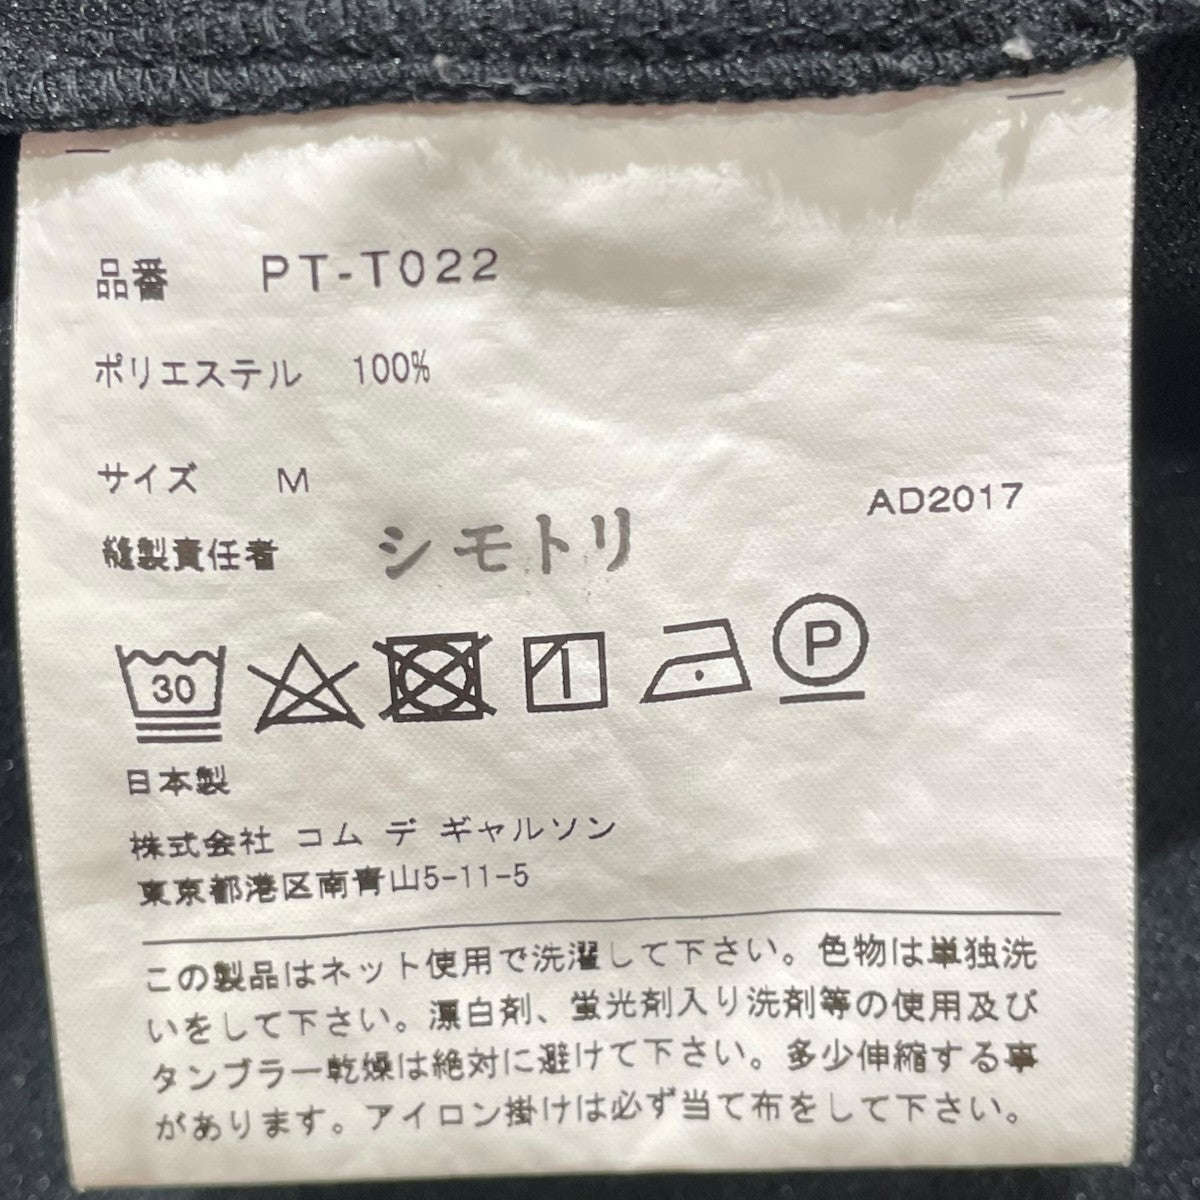 品番 PT-T022
ポリエステル 100%
サイズ M
AD2017
縫製責任者 シモトリ
30
P
日本製
株式会社 コム デ ギャルソン
東京都港区南青山5-11-5
この製品はネット使用で洗濯して下さい。色物は単独洗
いをして下さい。漂白剤、蛍光剤入り洗剤等の使用及び
タンブラー乾燥は絶対に避けて下さい。多少伸縮する事
があります。アイロン掛けは必ず当て布をして下さい。